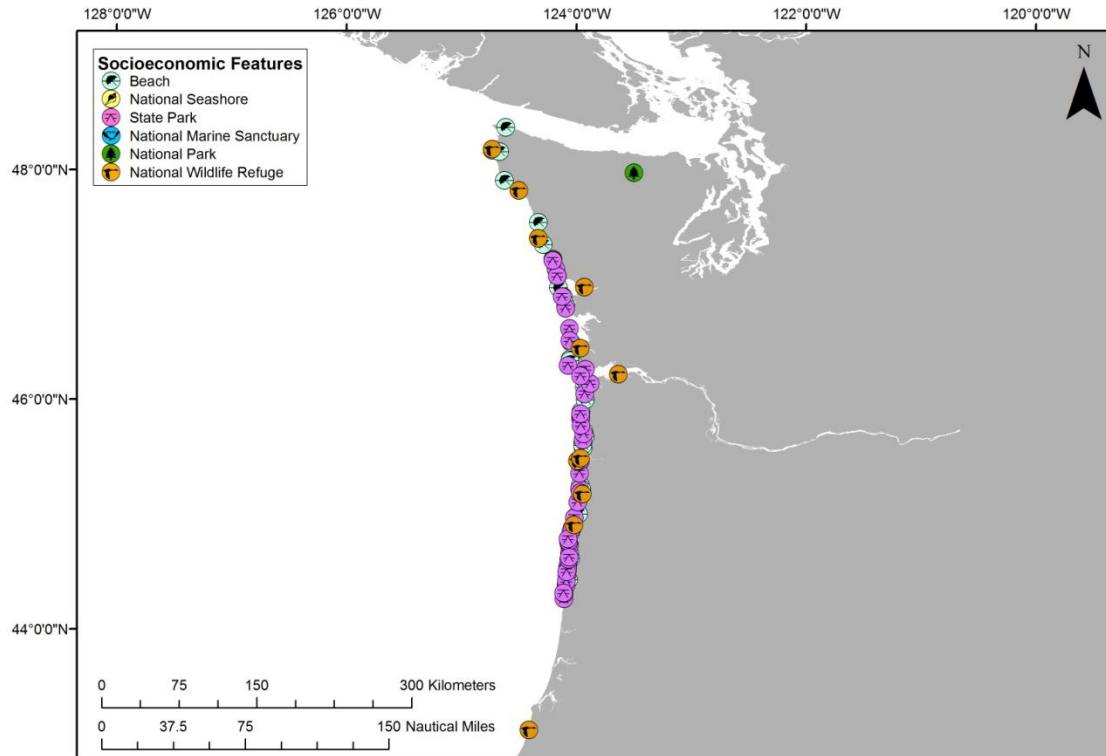 128°0'0"W 126°0'0"W 124°0'0"W 122°0'0"W 120°0'0"W
Socioeconomic Features
Beach
National Seashore
State Park
National Marine Sanctuary
National Park
National Wildlife Refuge
N
48°0'0"N
46°0'0"N
44°0'0"N
0 75 150 300 Kilometers
0 37.5 75 150 Nautical Miles